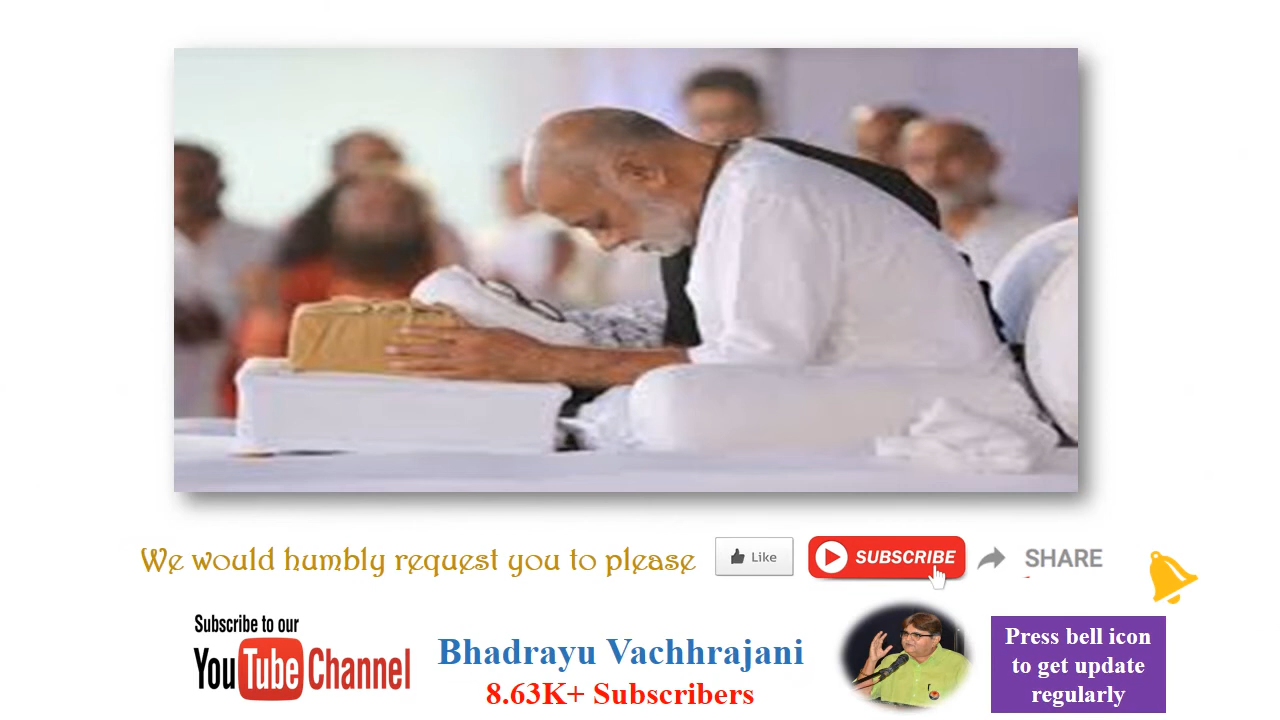 We would humbly request you to please
Like
SUBSCRIBE
SHARE
Subscribe to our
YouTube Channel
Bhadrayu Vachhrajani
8.63K+ Subscribers
Press bell icon
to get update
regularly